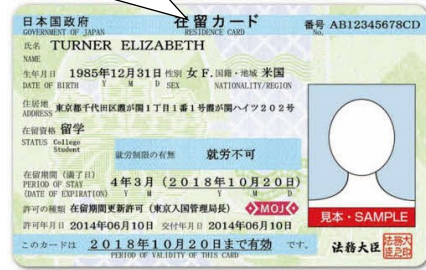 日本国政府 在留カード 番号 AB12345678CD
GOVERNMENT OF JAPAN RESIDENCE CARD No.
氏名 TURNER ELIZABETH
NAME
生年月日 1985年12月31日 性別 女 F. 国籍・地域 米国
DATE OF BIRTH Y M D SEX NATIONALITY/REGION
住居地 東京都千代田区霞が関1丁目1番1号霞が関ハイツ202号
ADDRESS
在留資格 留学
STATUS College Student
就労制限の有無 就労不可
在留期間(満了日) 4年3月(2018年10月20日)
PERIOD OF STAY
(DATE OF EXPIRATION) Y M Y M D
許可の種類 在留期間更新許可(東京入国管理局長) MOJ
見本・SAMPLE
許可年月日 2014年06月10日 交付年月日 2014年06月10日
このカードは 2018年10月20日まで有効 です。 法務大臣
PERIOD OF VALIDITY OF THIS CARD